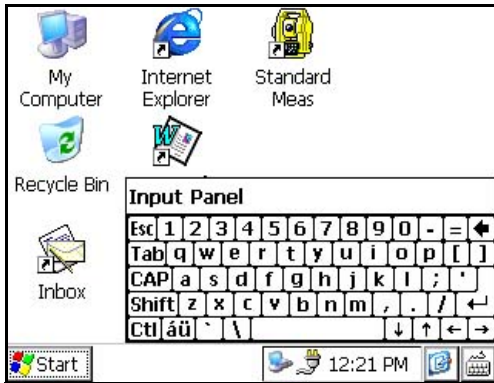 My Computer
Internet Explorer
Standard Meas
Recycle Bin
Inbox
Input Panel
Esc 1 2 3 4 5 6 7 8 9 0 - =
Tab q w e r t y u i o p [ ]
CAP a s d f g h j k l ; '
Shift z x c v b n m , . /
Ctl áü ` \
Start
12:21 PM